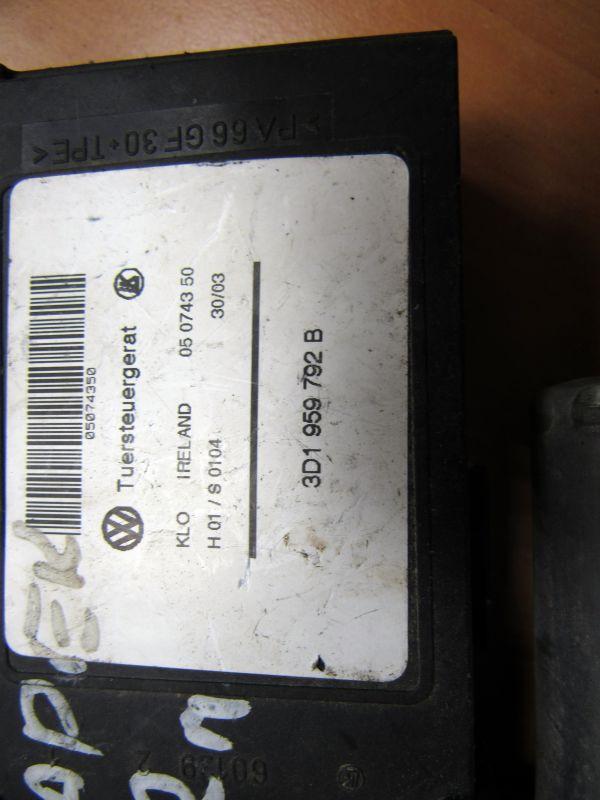 >PA 66 GF 30+TPE<
05074350
Tuersteuergerat
KLO IRELAND 05 0743 50
H 01 / S 0104 30/03
3D1 959 792 B